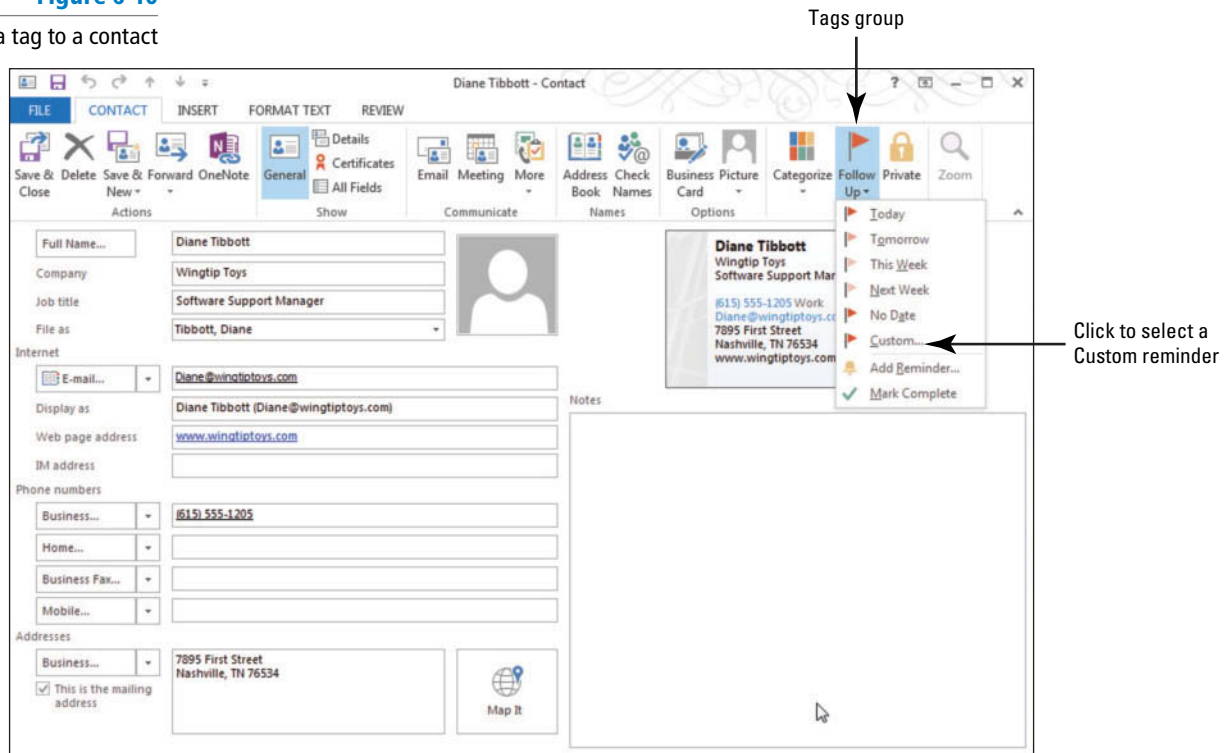 Figure 6-16
a tag to a contact
Tags group
Diane Tibbott - Contact
FILE CONTACT INSERT FORMAT TEXT REVIEW
Save & Close
Delete
Save & New
Forward
OneNote
Actions
General
Details
Certificates
All Fields
Show
Email
Meeting
More
Communicate
Address Book
Check Names
Names
Business Card
Picture
Options
Categorize
Follow Up
Private
Zoom
Today
Tomorrow
This Week
Next Week
No Date
Custom...
Add Reminder...
Mark Complete
Click to select a
Custom reminder
Full Name... Diane Tibbott
Company Wingtip Toys
Job title Software Support Manager
File as Tibbott, Diane
Internet
E-mail... Diane@wingtiptoys.com
Display as Diane Tibbott (Diane@wingtiptoys.com)
Web page address www.wingtiptoys.com
IM address
Phone numbers
Business... (615) 555-1205
Home...
Business Fax...
Mobile...
Addresses
Business... 7895 First Street
Nashville, TN 76534
This is the mailing
address
Map It
Diane Tibbott
Wingtip Toys
Software Support Mar
(615) 555-1205 Work
Diane@wingtiptoys.co
7895 First Street
Nashville, TN 76534
www.wingtiptoys.com
Notes